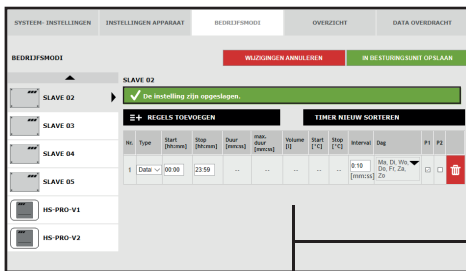 SYSTEEM- INSTELLINGEN INSTELLINGEN APPARAAT BEDRIJFSMODI OVERZICHT DATA OVERDRACHT
BEDRIJFSMODI WIJZIGINGEN ANNULEREN IN BESTURINGSUNIT OPSLAAN
SLAVE 02
SLAVE 03
SLAVE 04
SLAVE 05
HS-PRO-V1
HS-PRO-V2
SLAVE 02
De instelling zijn opgeslagen.
REGELS TOEVOEGEN TIMER NIEUW SORTEREN
Nr. Type Start [hh:mm] Stop [hh:mm] Duur [mm:ss] max. duur [mm:ss] Volume [l] Start [°C] Stop [°C] Interval Dag P1 P2
1 Datal 00:00 23:59 -- -- -- -- -- 0:10 [mm:ss] Ma, Di, Wo, Do, Fr, Za, Zo